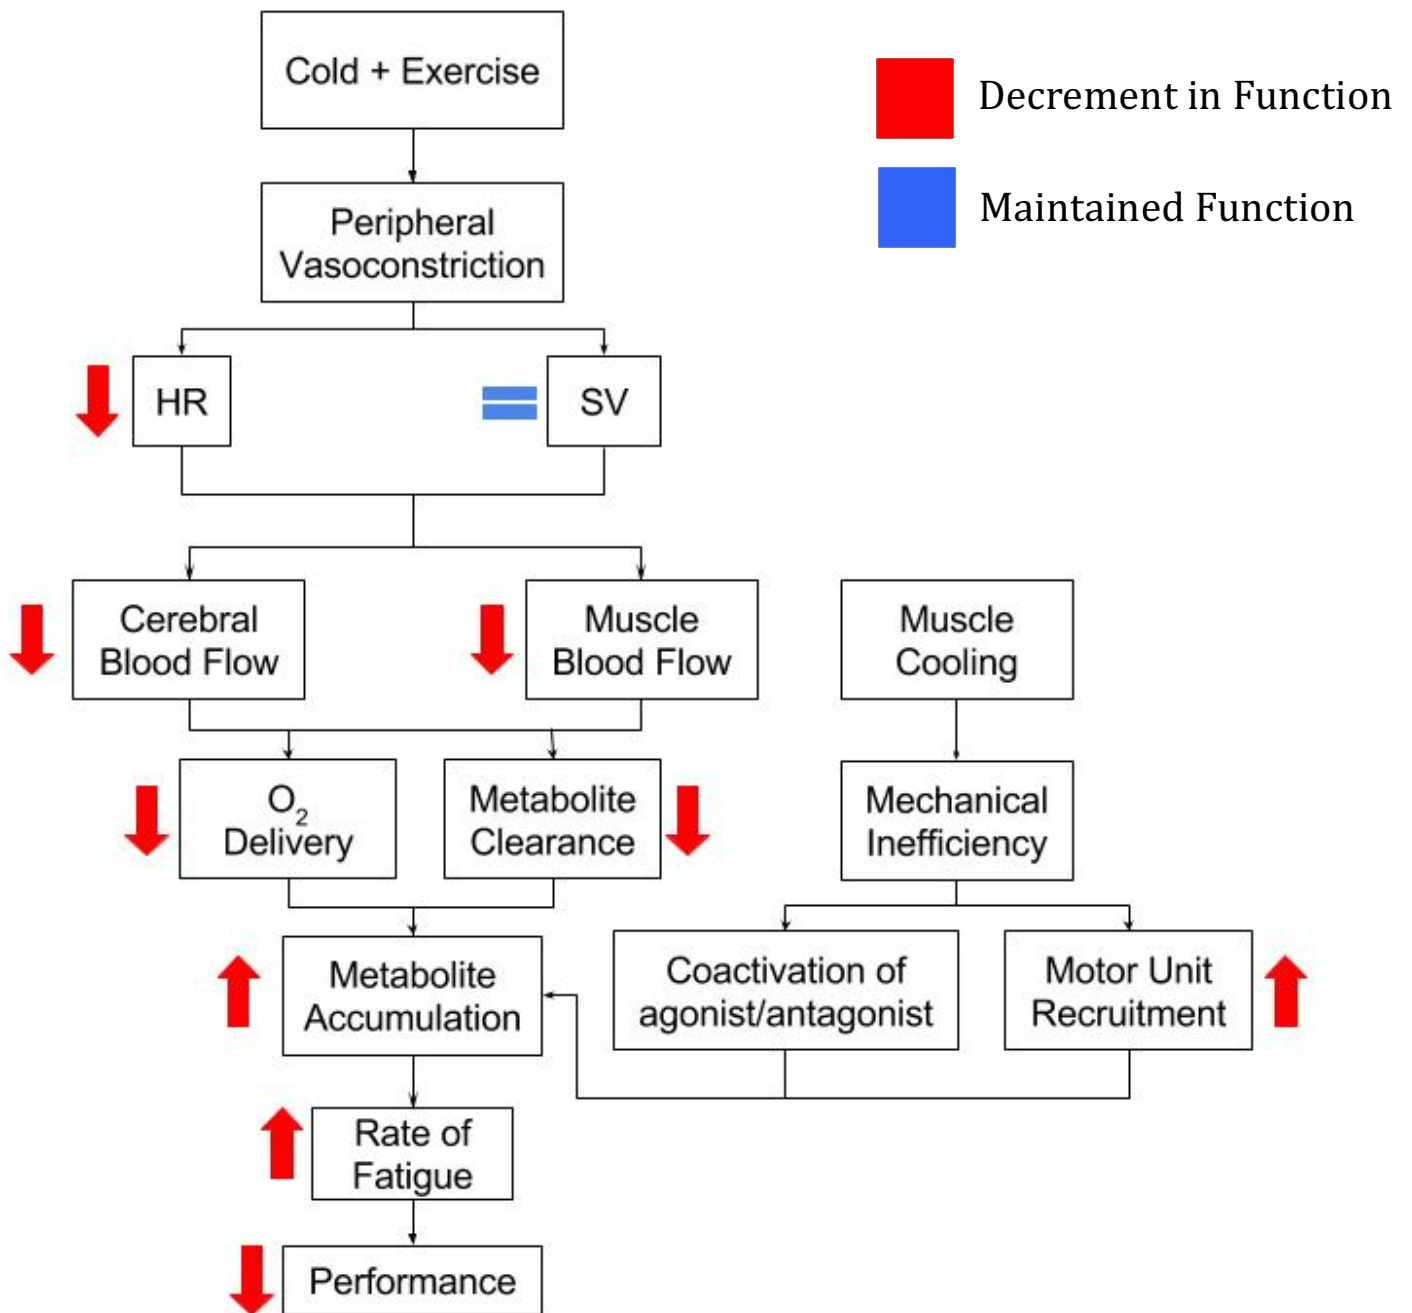 Cold + Exercise
Decrement in Function
Maintained Function
Peripheral
Vasoconstriction
HR
SV
Cerebral
Blood Flow
Muscle
Blood Flow
Muscle
Cooling
O₂
Delivery
Metabolite
Clearance
Mechanical
Inefficiency
Metabolite
Accumulation
Coactivation of
agonist/antagonist
Motor Unit
Recruitment
Rate of
Fatigue
Performance